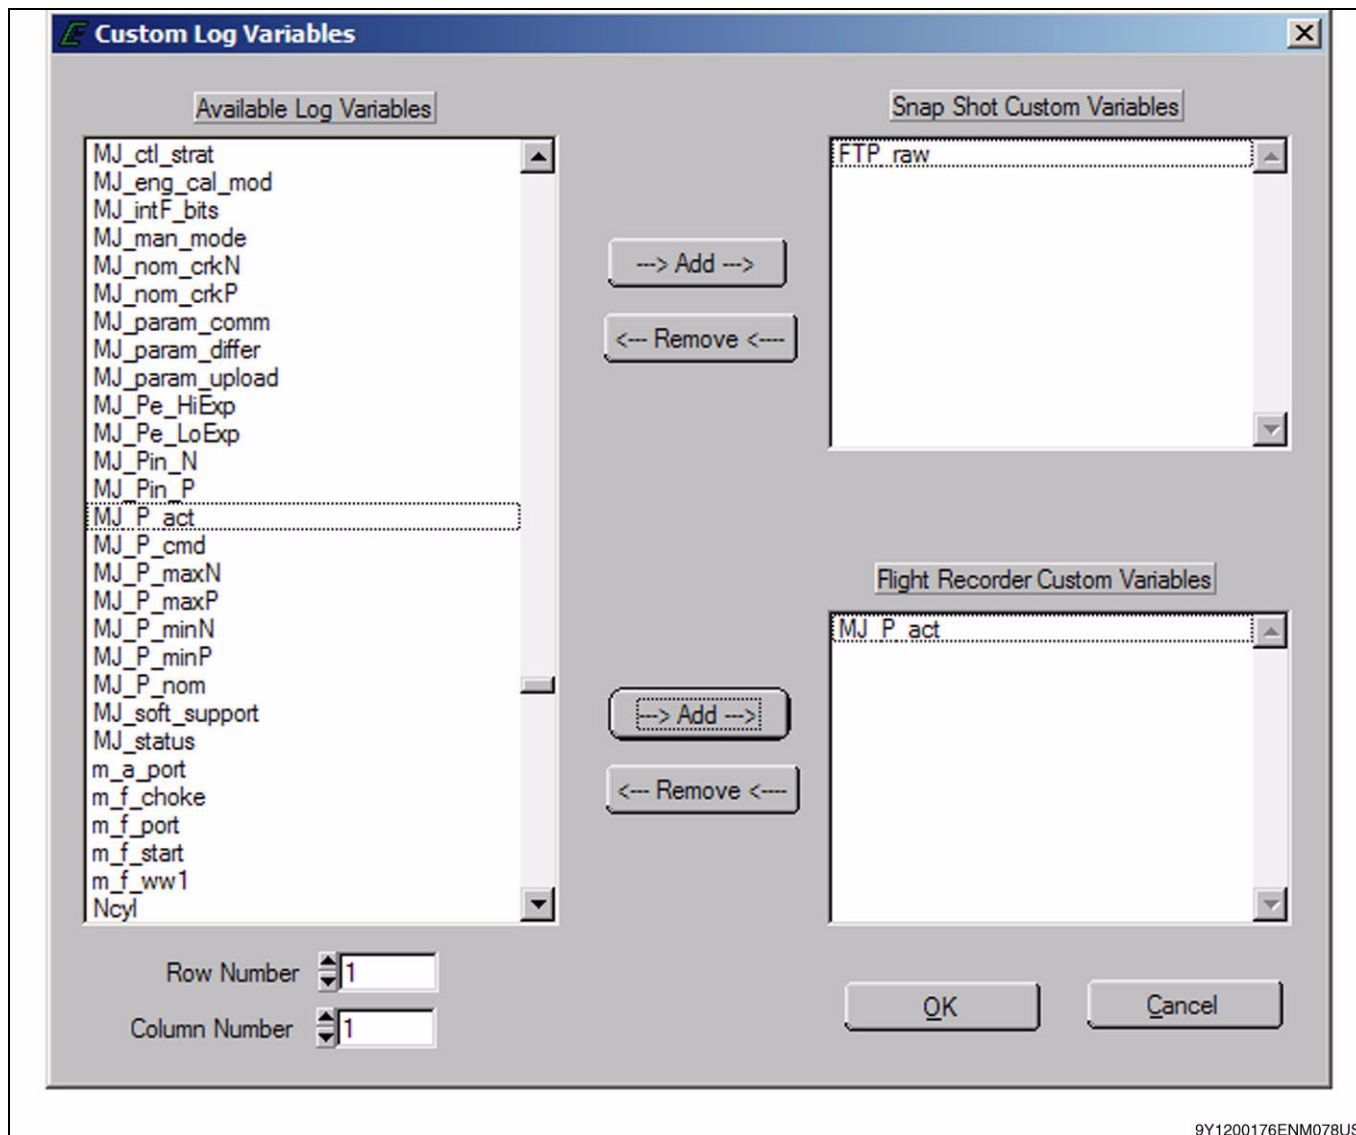 Custom Log Variables
Available Log Variables
MJ_ctl_strat
MJ_eng_cal_mod
MJ_intF_bits
MJ_man_mode
MJ_nom_crkN
MJ_nom_crkP
MJ_param_comm
MJ_param_differ
MJ_param_upload
MJ_Pe_HiExp
MJ_Pe_LoExp
MJ_Pin_N
MJ_Pin_P
MJ_P_act
MJ_P_cmd
MJ_P_maxN
MJ_P_maxP
MJ_P_minN
MJ_P_minP
MJ_P_nom
MJ_soft_support
MJ_status
m_a_port
m_f_choke
m_f_port
m_f_start
m_f_ww1
Ncyl
Row Number 1
Column Number 1
---> Add --->
<--- Remove <----
---> Add --->
<--- Remove <----
Snap Shot Custom Variables
FTP_raw
Flight Recorder Custom Variables
MJ_P_act
OK
Cancel
9Y1200176ENM078US